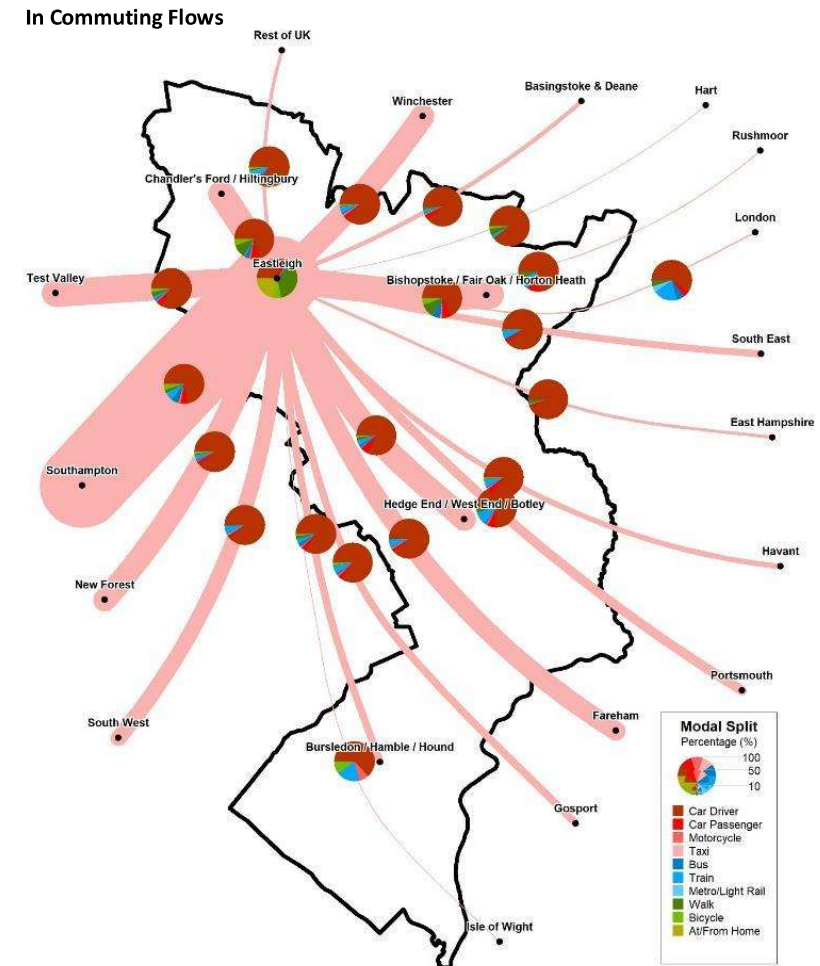 In Commuting Flows
Rest of UK
Basingstoke & Deane
Hart
Winchester
Rushmoor
Chandler's Ford / Hiltingbury
London
Eastleigh
Test Valley
Bishopstoke / Fair Oak / Horton Heath
South East
East Hampshire
Southampton
Hedge End / West End / Botley
Havant
New Forest
Portsmouth
South West
Fareham
Bursledon / Hamble / Hound
Gosport
Isle of Wight
Modal Split
Percentage (%)
100
50
10
Car Driver
Car Passenger
Motorcycle
Taxi
Bus
Train
Metro/Light Rail
Walk
Bicycle
At/From Home